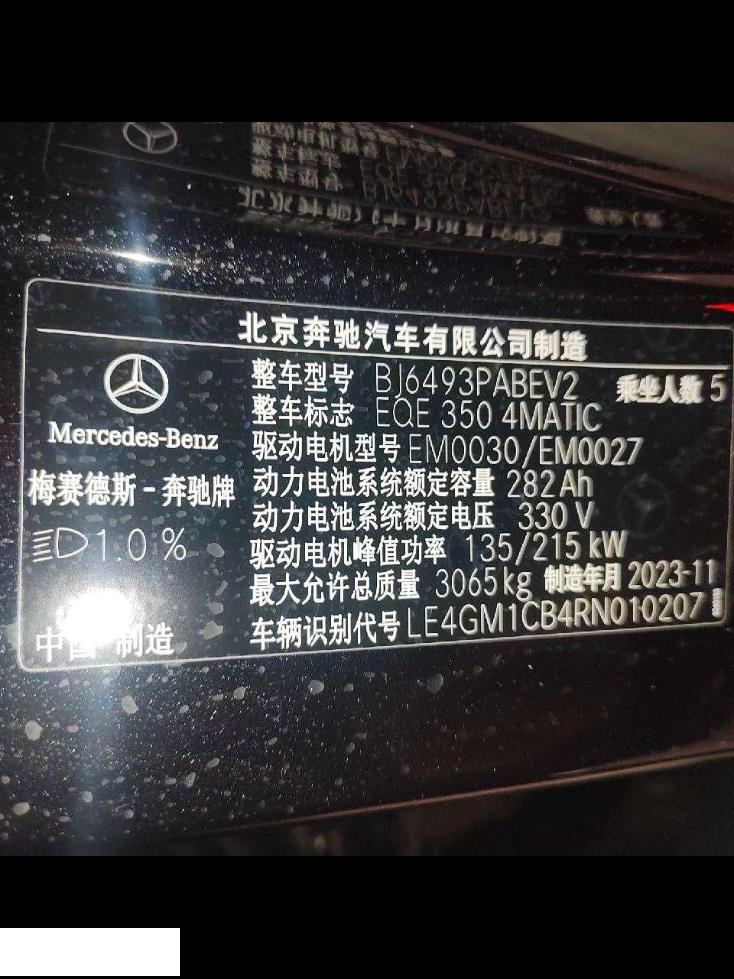 北京奔驰汽车有限公司制造
整车型号 BJ6493PABEV2 乘坐人数 5
整车标志 EQE 350 4MATIC
Mercedes-Benz
驱动电机型号 EM0030/EM0027
梅赛德斯-奔驰牌
动力电池系统额定容量 282 Ah
动力电池系统额定电压 330 V
1.0 %
驱动电机峰值功率 135/215 kW
最大允许总质量 3065 kg 制造年月 2023-11
车辆识别代号 LE4GM1CB4RN010207
中国 制造